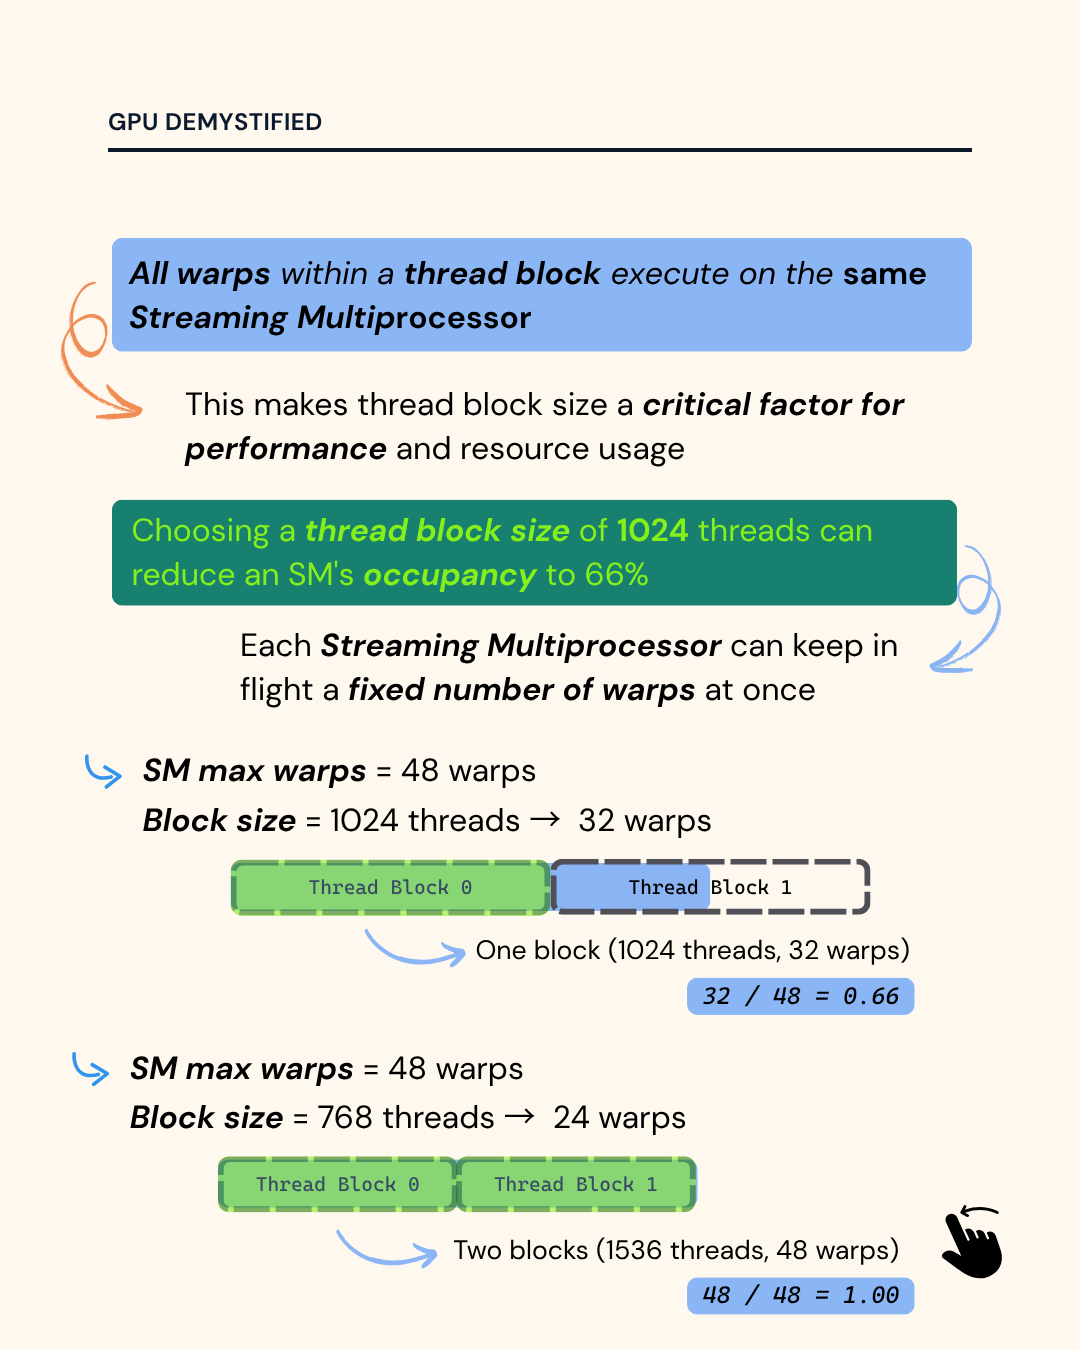 GPU DEMYSTIFIED
All warps within a thread block execute on the same
Streaming Multiprocessor
This makes thread block size a critical factor for
performance and resource usage
Choosing a thread block size of 1024 threads can
reduce an SM's occupancy to 66%
Each Streaming Multiprocessor can keep in
flight a fixed number of warps at once
SM max warps = 48 warps
Block size = 1024 threads → 32 warps
Thread Block 0 Thread Block 1
One block (1024 threads, 32 warps)
32 / 48 = 0.66
SM max warps = 48 warps
Block size = 768 threads → 24 warps
Thread Block 0 Thread Block 1
Two blocks (1536 threads, 48 warps)
48 / 48 = 1.00